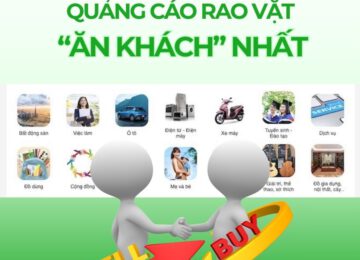 QUẢNG CÁO RAO VẶT
“ĂN KHÁCH” NHẤT
Bất động sản
Việc làm
Ô tô
Điện tử - Điện máy
Xe máy
Tuyển sinh - Đào tạo
Dịch vụ
SERVICE
Đồ dùng
Cộng đồng
Mẹ và bé
Giải trí, thể thao, sở thích
Đồ gia dụng, nội thất, cây...
BUY